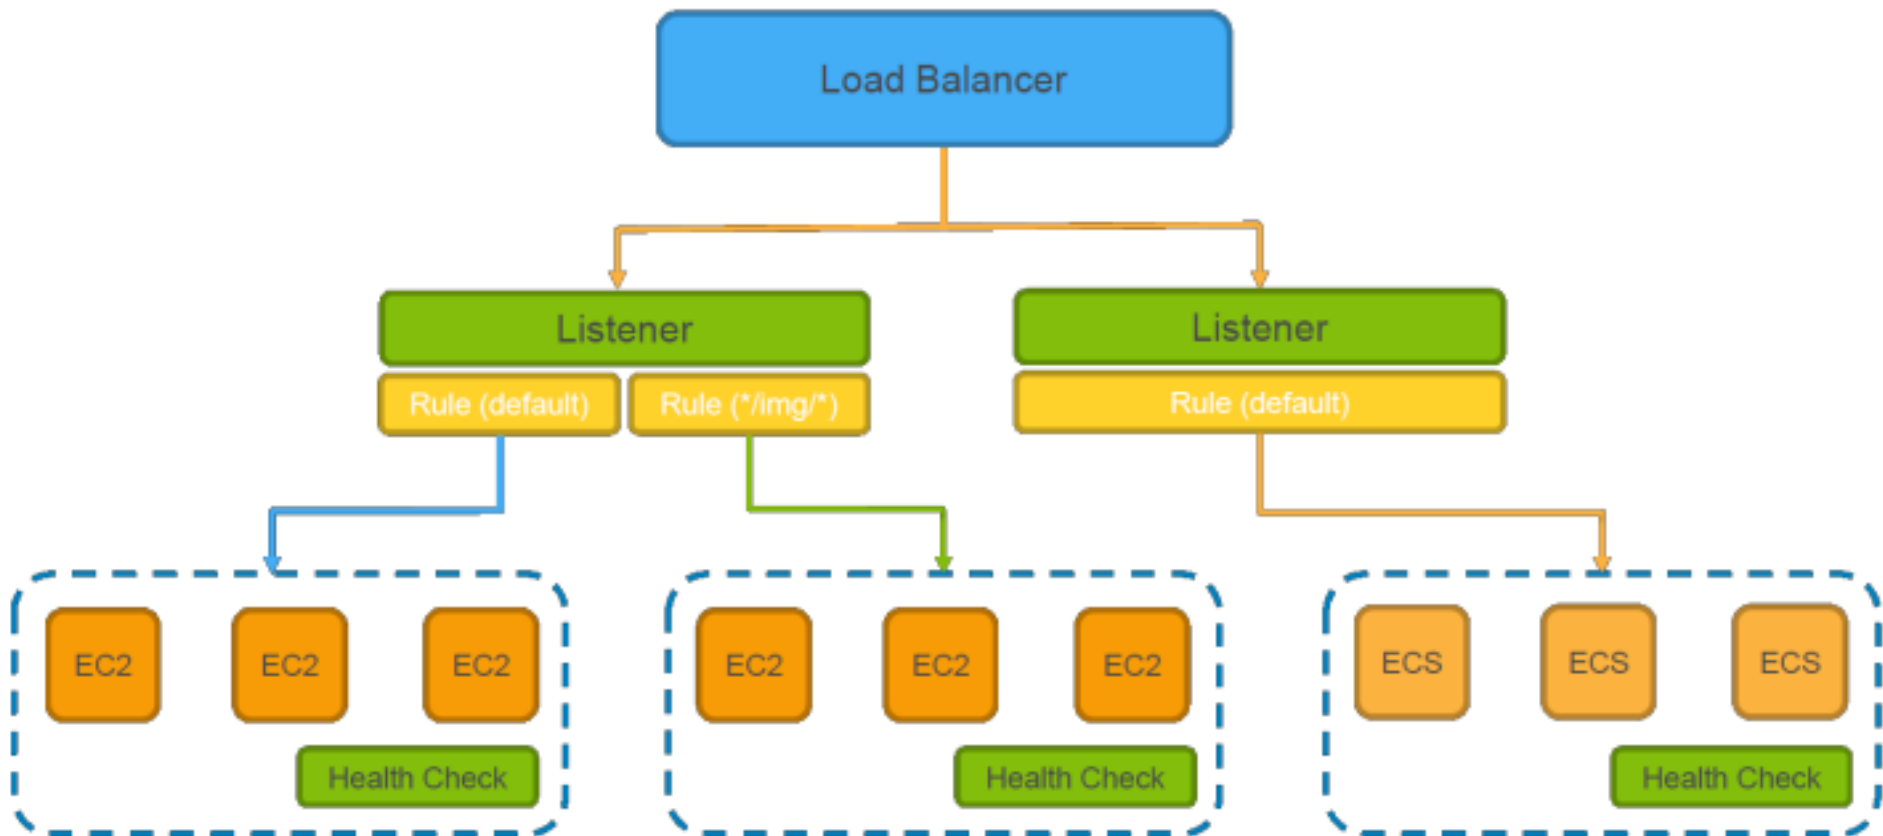 Load Balancer
Listener
Listener
Rule (default)
Rule (*/img/*)
Rule (default)
EC2
EC2
EC2
EC2
EC2
EC2
ECS
ECS
ECS
Health Check
Health Check
Health Check